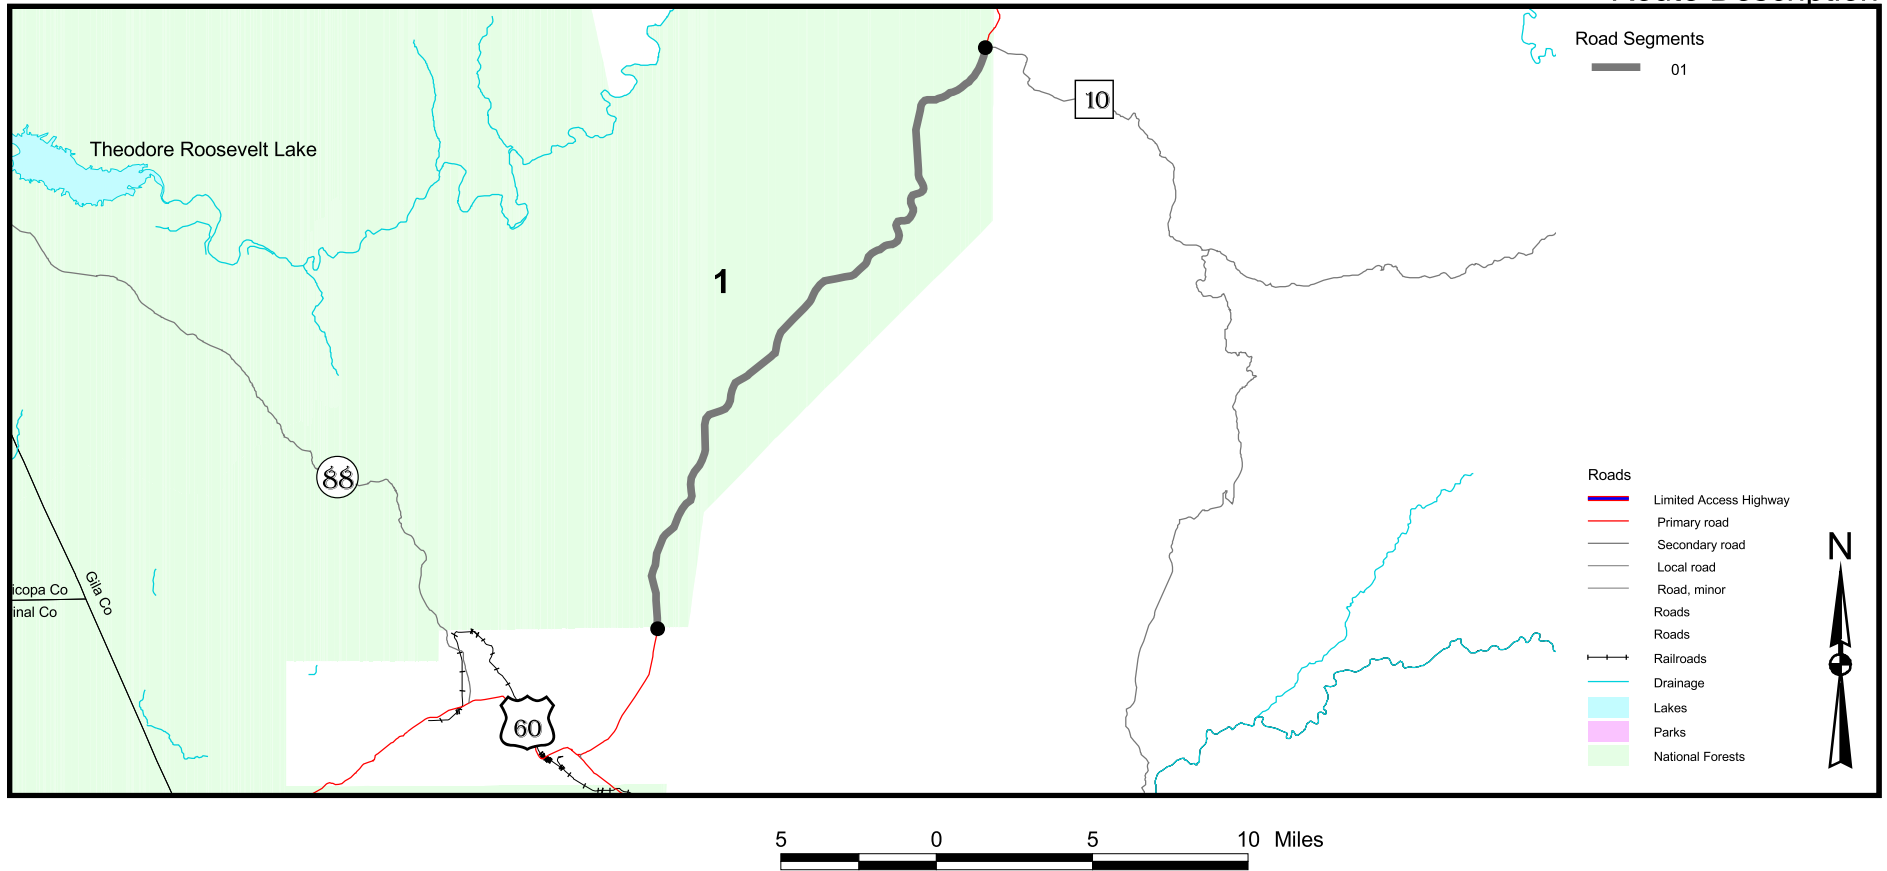 Route Description
Road Segments
01
10
Theodore Roosevelt Lake
1
88
Roads
Limited Access Highway
Primary road
Secondary road
Local road
Road, minor
Roads
Roads
Railroads
Drainage
Lakes
Parks
National Forests
N
icopa Co
inal Co
Gila Co
60
5 0 5 10 Miles